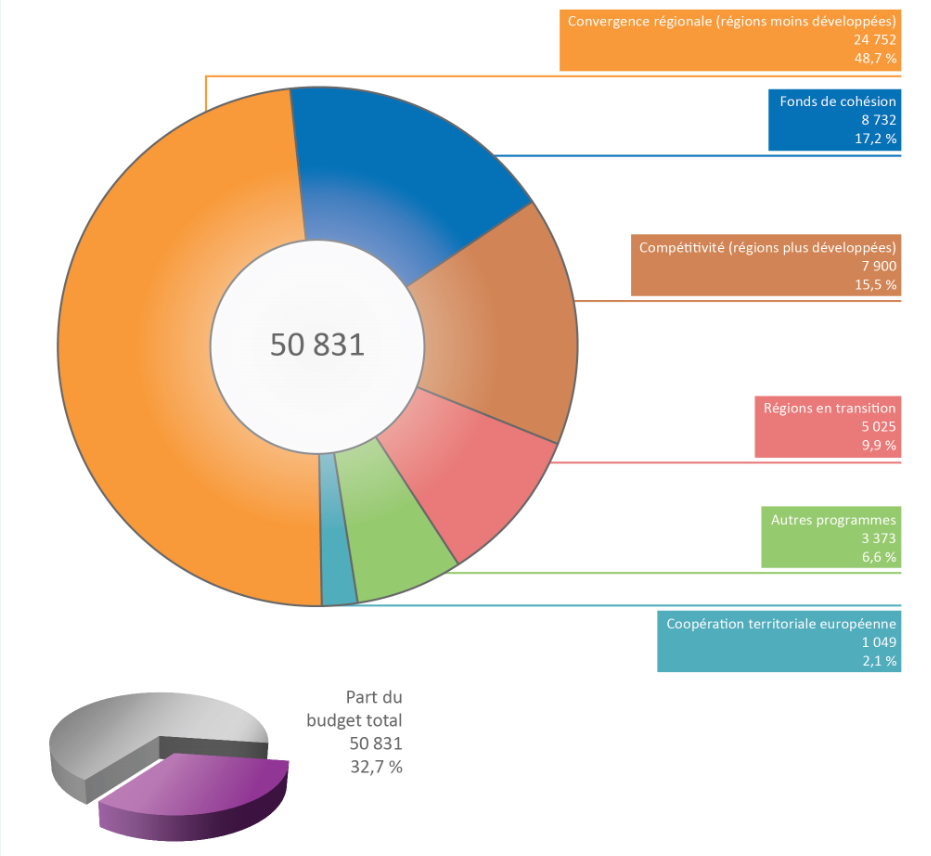 Convergence régionale (régions moins développées)
24 752
48,7 %
Fonds de cohésion
8 732
17,2 %
Compétitivité (régions plus développées)
7 900
15,5 %
50 831
Régions en transition
5 025
9,9 %
Autres programmes
3 373
6,6 %
Coopération territoriale européenne
1 049
2,1 %
Part du
budget total
50 831
32,7 %